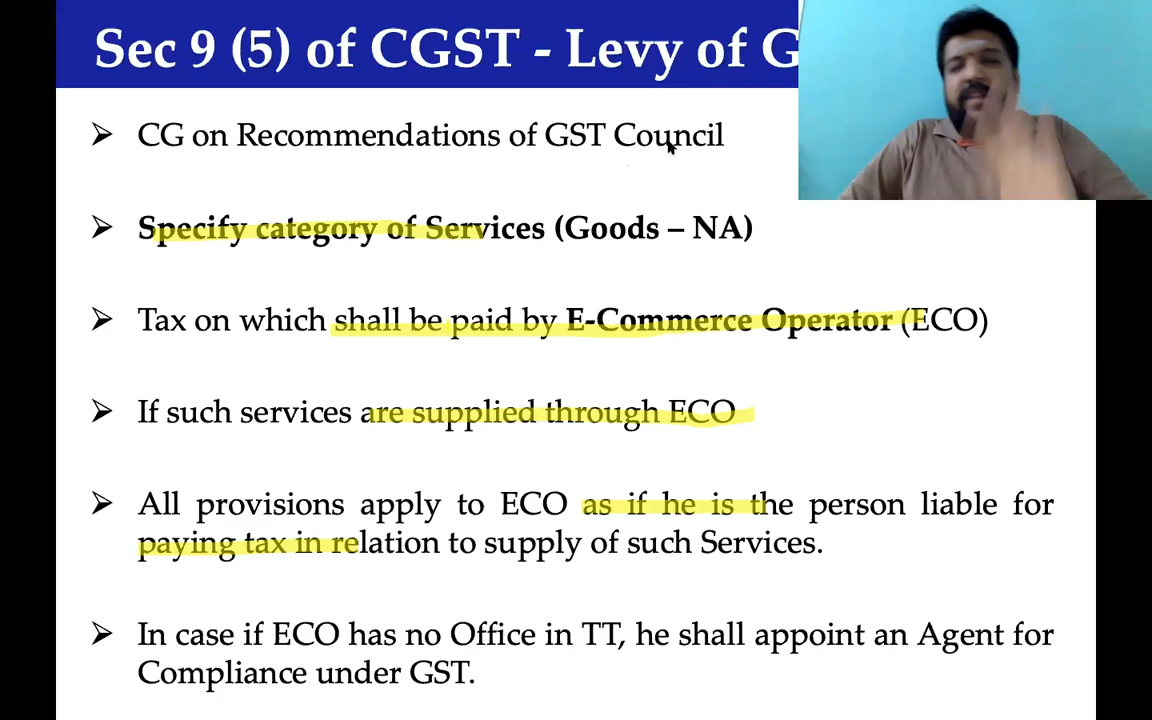 Sec 9 (5) of CGST - Levy of G
➢ CG on Recommendations of GST Council
➢ Specify category of Services (Goods – NA)
➢ Tax on which shall be paid by E-Commerce Operator (ECO)
➢ If such services are supplied through ECO
➢ All provisions apply to ECO as if he is the person liable for
paying tax in relation to supply of such Services.
➢ In case if ECO has no Office in TT, he shall appoint an Agent for
Compliance under GST.